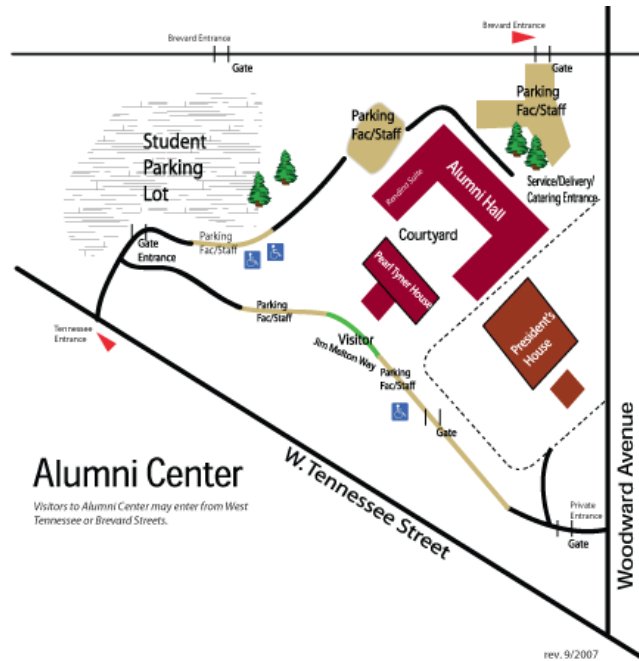 Brevard Entrance
Brevard Entrance
Gate
Gate
Parking
Fac/Staff
Parking
Fac/Staff
Student
Parking
Lot
Alumni Hall
Rendina Suite
Service/Delivery/
Catering Entrance
Courtyard
Parking
Fac/Staff
Gate
Entrance
Pearl Tyner House
Parking
Fac/Staff
Tennessee
Entrance
Visitor
Jim Melton Way
President's
House
Parking
Fac/Staff
Gate
Alumni Center
Visitors to Alumni Center may enter from West
Tennessee or Brevard Streets.
W. Tennessee Street
Private
Entrance
Gate
Woodward Avenue
rev. 9/2007